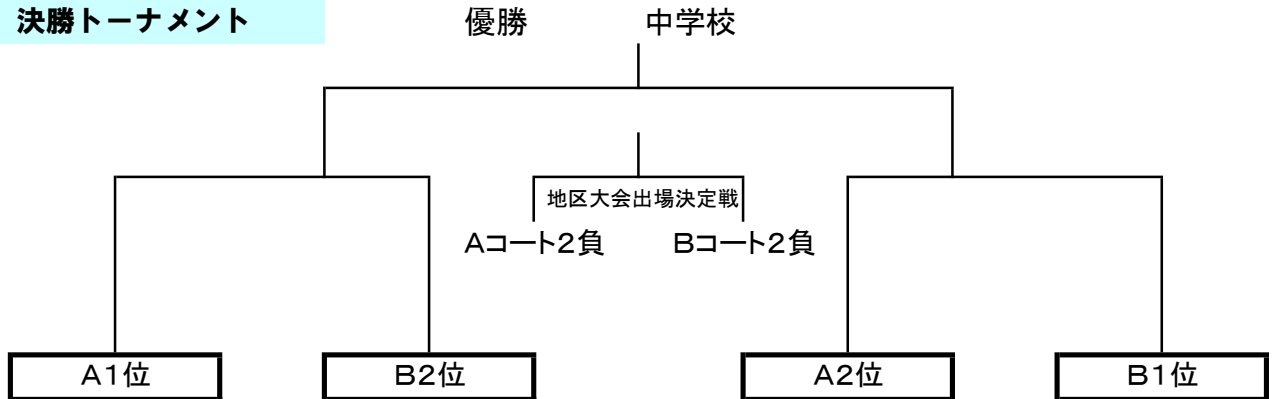 決勝トーナメント 優勝 中学校
地区大会出場決定戦
Aコート2負 Bコート2負
A1位 B2位 A2位 B1位